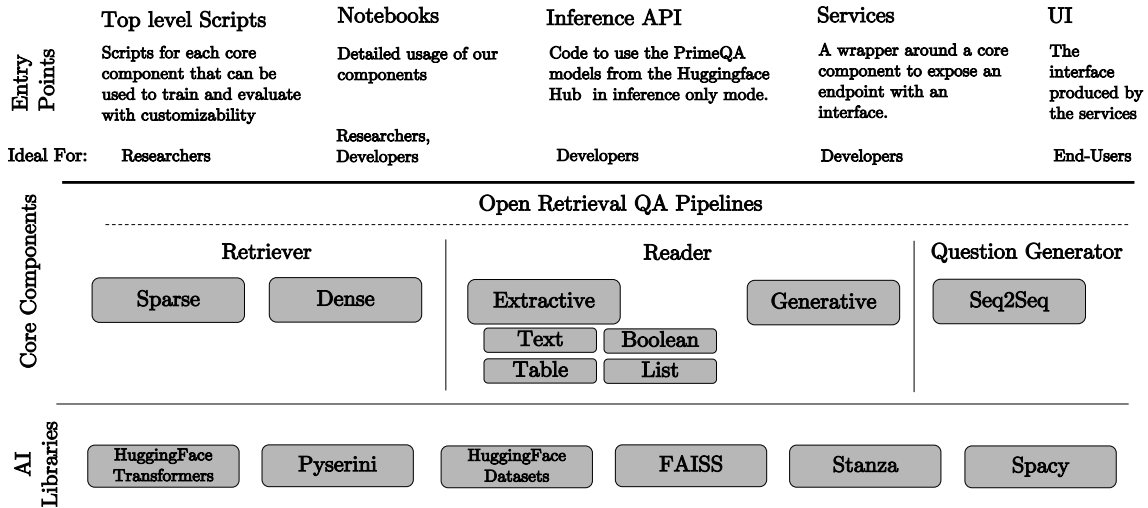 Entry
Points
Top level Scripts
Scripts for each core
component that can be
used to train and evaluate
with customizability
Notebooks
Detailed usage of our
components
Inference API
Code to use the PrimeQA
models from the Huggingface
Hub in inference only mode.
Services
A wrapper around a core
component to expose an
endpoint with an
interface.
UI
The
interface
produced by
the services
Ideal For:
Researchers
Researchers,
Developers
Developers
Developers
End-Users
Core Components
Open Retrieval QA Pipelines
Retriever
Sparse
Dense
Reader
Extractive
Generative
Text
Boolean
Table
List
Question Generator
Seq2Seq
AI
Libraries
HuggingFace
Transformers
Pyserini
HuggingFace
Datasets
FAISS
Stanza
Spacy